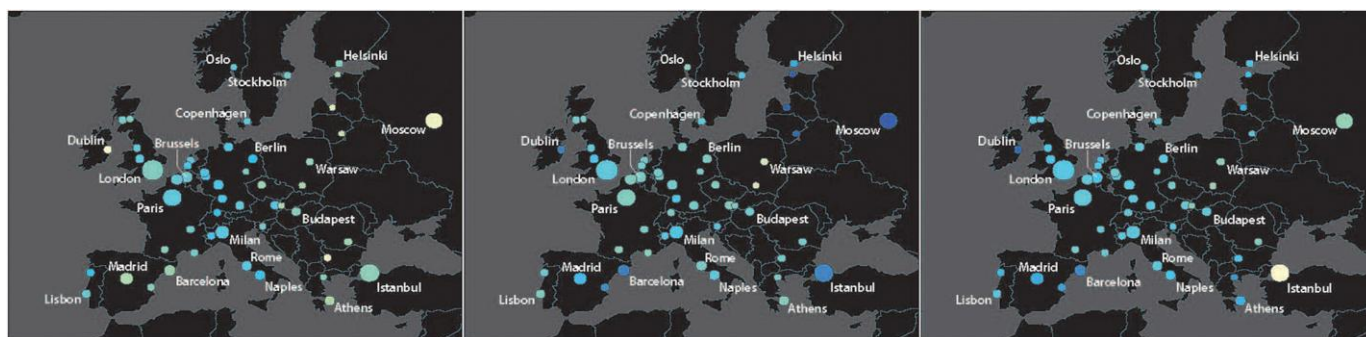 Oslo
Helsinki
Stockholm
Copenhagen
Moscow
Dublin
Brussels
Berlin
London
Warsaw
Paris
Budapest
Milan
Madrid
Rome
Lisbon
Barcelona
Naples
Istanbul
Athens
Oslo
Helsinki
Stockholm
Copenhagen
Moscow
Dublin
Brussels
Berlin
London
Warsaw
Paris
Budapest
Milan
Madrid
Rome
Lisbon
Barcelona
Naples
Istanbul
Athens
Oslo
Helsinki
Stockholm
Copenhagen
Moscow
Dublin
Brussels
Berlin
London
Warsaw
Paris
Budapest
Milan
Madrid
Rome
Lisbon
Barcelona
Naples
Istanbul
Athens